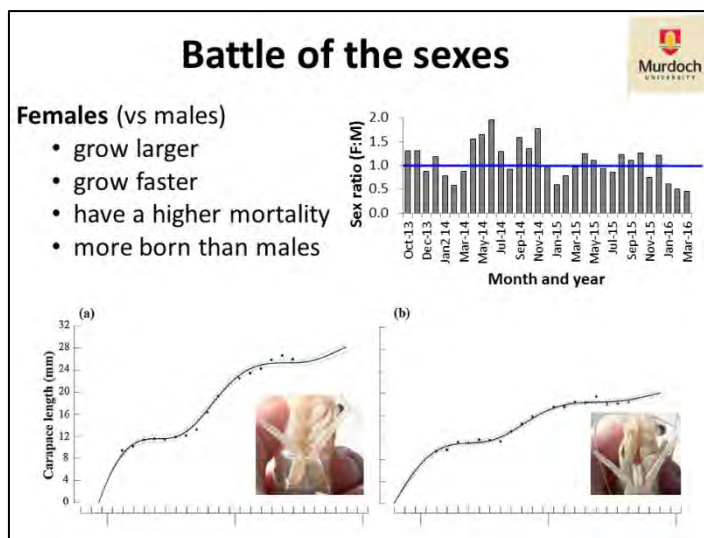 Battle of the sexes
Murdoch
UNIVERSITY
Females (vs males)
• grow larger
• grow faster
• have a higher mortality
• more born than males
Sex ratio (F:M)
2.0
1.5
1.0
0.5
0.0
Oct-13
Dec-13
Jan2 14
Mar-14
May-14
Jul-14
Sep-14
Nov-14
Jan-15
Mar-15
May-15
Jul-15
Sep-15
Nov-15
Jan-16
Mar-16
Month and year
(a)
Carapace length (mm)
32
28
24
20
16
12
8
4
0
(b)